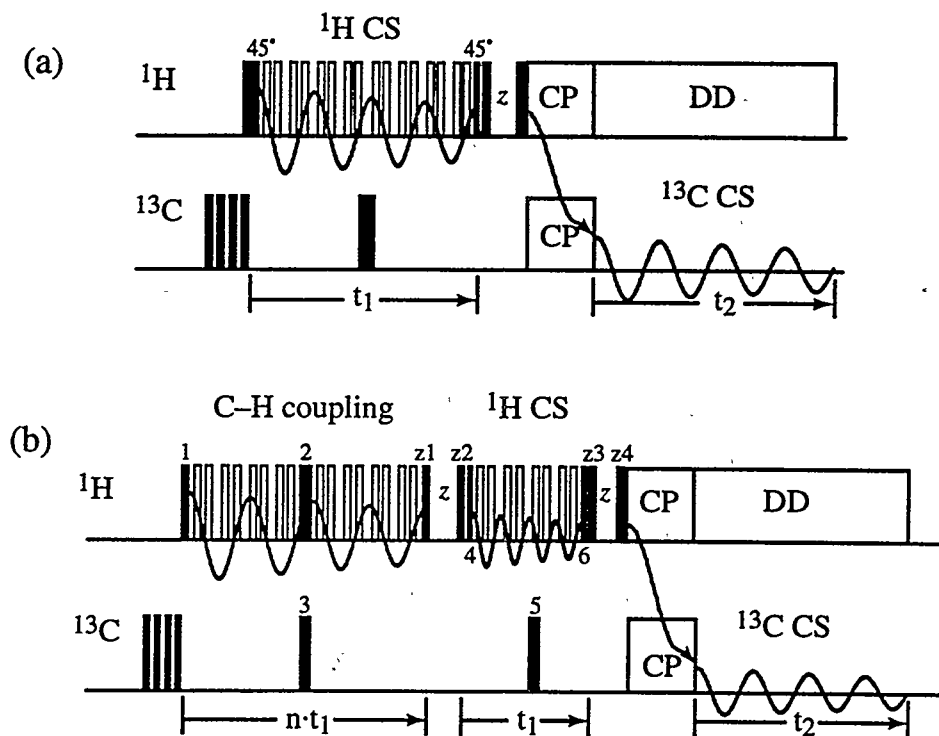 (a)
¹H CS
45° 45°
¹H
z CP DD
¹³C
CP
¹³C CS
t₁
t₂
(b)
C–H coupling ¹H CS
1 2 z1 z2 z3 z4
¹H
z z CP DD
4 6
¹³C
3 5
CP
¹³C CS
n·t₁ t₁ t₂